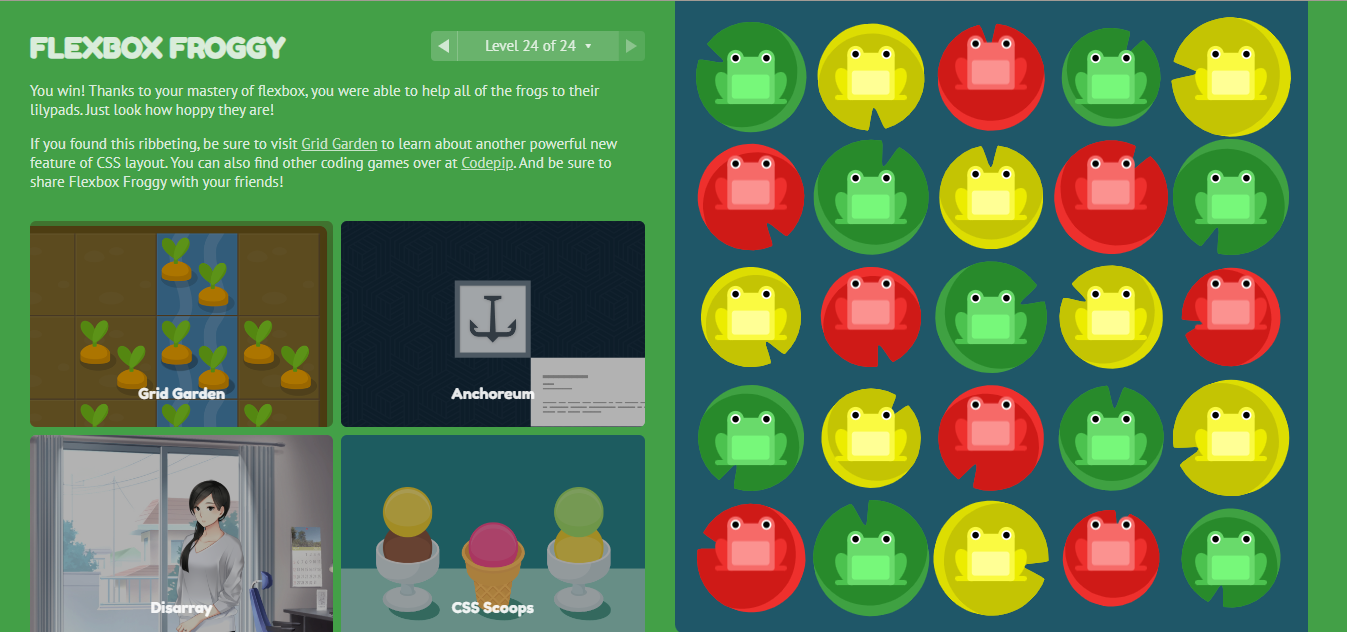 FLEXBOX FROGGY
Level 24 of 24
You win! Thanks to your mastery of flexbox, you were able to help all of the frogs to their
lilypads. Just look how hoppy they are!
If you found this ribbeting, be sure to visit Grid Garden to learn about another powerful new
feature of CSS layout. You can also find other coding games over at Codepip. And be sure to
share Flexbox Froggy with your friends!
Grid Garden
Anchoreum
Disarray
CSS Scoops